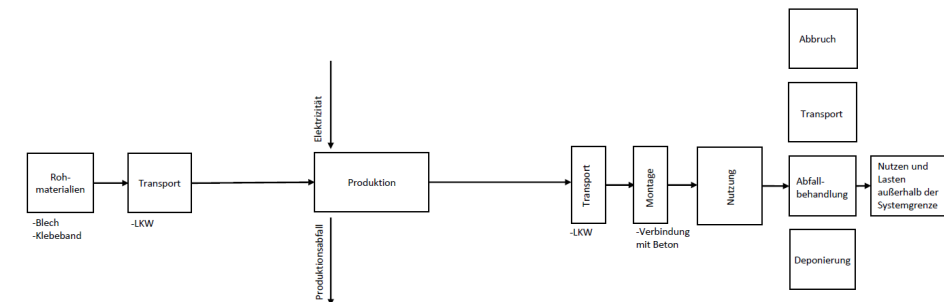 Roh-
materialien
-Blech
-Klebeband
Transport
-LKW
Elektrizität
Produktion
Produktionsabfall
Transport
-LKW
Montage
-Verbindung
mit Beton
Nutzung
Abbruch
Transport
Abfall-
behandlung
Deponierung
Nutzen und
Lasten
außerhalb der
Systemgrenze